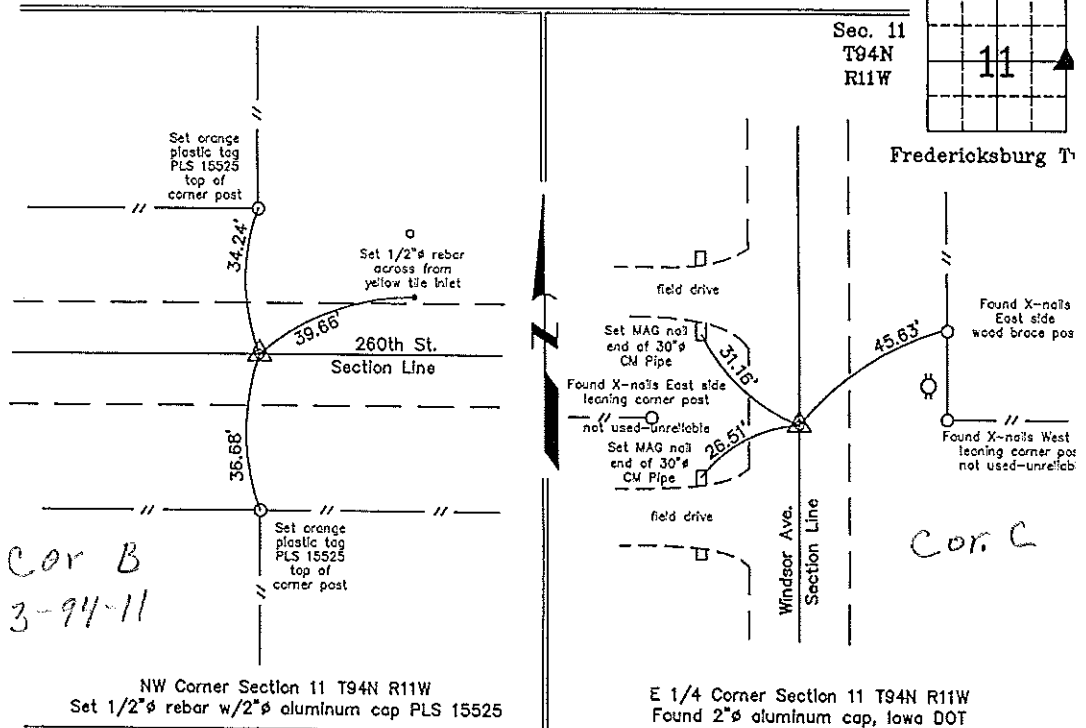 Sec. 11
T94N
R11W
11
Fredericksburg
Set orange
plastic tag
PLS 15525
top of
corner post
34.24'
Set 1/2"ø rebar
across from
yellow tile inlet
39.66'
260th St.
Section Line
36.68'
Set orange
plastic tag
PLS 15525
top of
corner post
Cor B
3-94-11
NW Corner Section 11 T94N R11W
Set 1/2"ø rebar w/2"ø aluminum cap PLS 15525
Z
field drive
Set MAG nail
end of 30"ø
CM Pipe
31.16'
Found X-nails East side
leaning corner post
not used-unreliable
Set MAG nail
end of 30"ø
CM Pipe
26.51'
field drive
Windsor Ave.
Section Line
45.63'
Found X-nails
East side
wood brace pos
Found X-nails West
leaning corner pos
not used-unreliab
Cor. C
E 1/4 Corner Section 11 T94N R11W
Found 2"ø aluminum cap, Iowa DOT